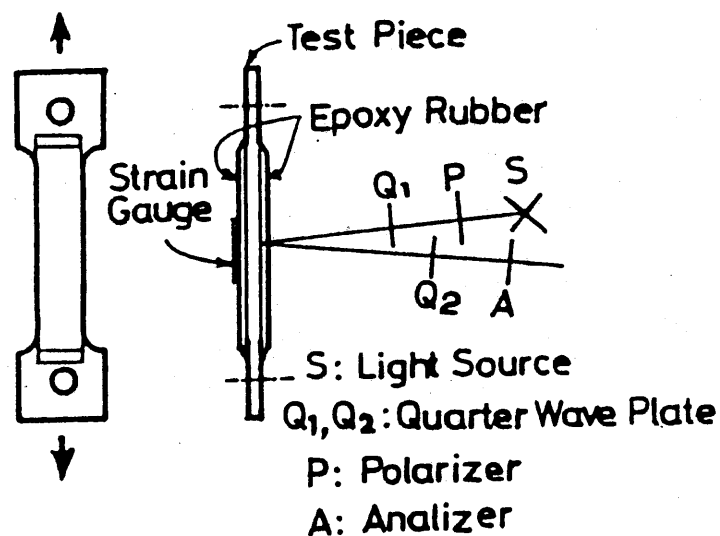 Test Piece
Epoxy Rubber
Strain
Gauge
Q1
P
S
Q2
A
S: Light Source
Q1,Q2: Quarter Wave Plate
P: Polarizer
A: Analizer